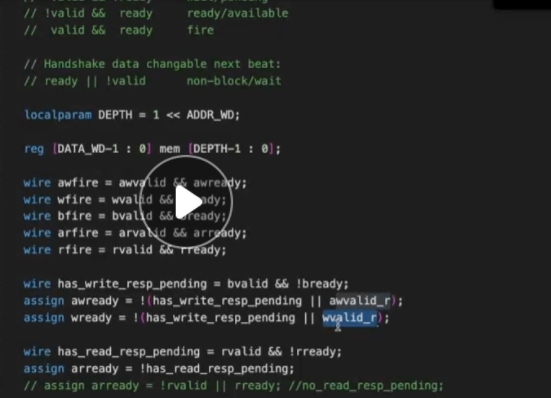 // !valid && ready ready/available
// valid && ready fire
// Handshake data changable next beat:
// ready || !valid non-block/wait
localparam DEPTH = 1 << ADDR_WD;
reg [DATA_WD-1 : 0] mem [DEPTH-1 : 0];
wire awfire = awvalid && awready;
wire wfire = wvalid && wready;
wire bfire = bvalid && bready;
wire arfire = arvalid && arready;
wire rfire = rvalid && rready;
wire has_write_resp_pending = bvalid && !bready;
assign awready = !(has_write_resp_pending || awvalid_r);
assign wready = !(has_write_resp_pending || wvalid_r);
wire has_read_resp_pending = rvalid && !rready;
assign arready = !has_read_resp_pending;
// assign arready = !rvalid || rready; //no_read_resp_pending;